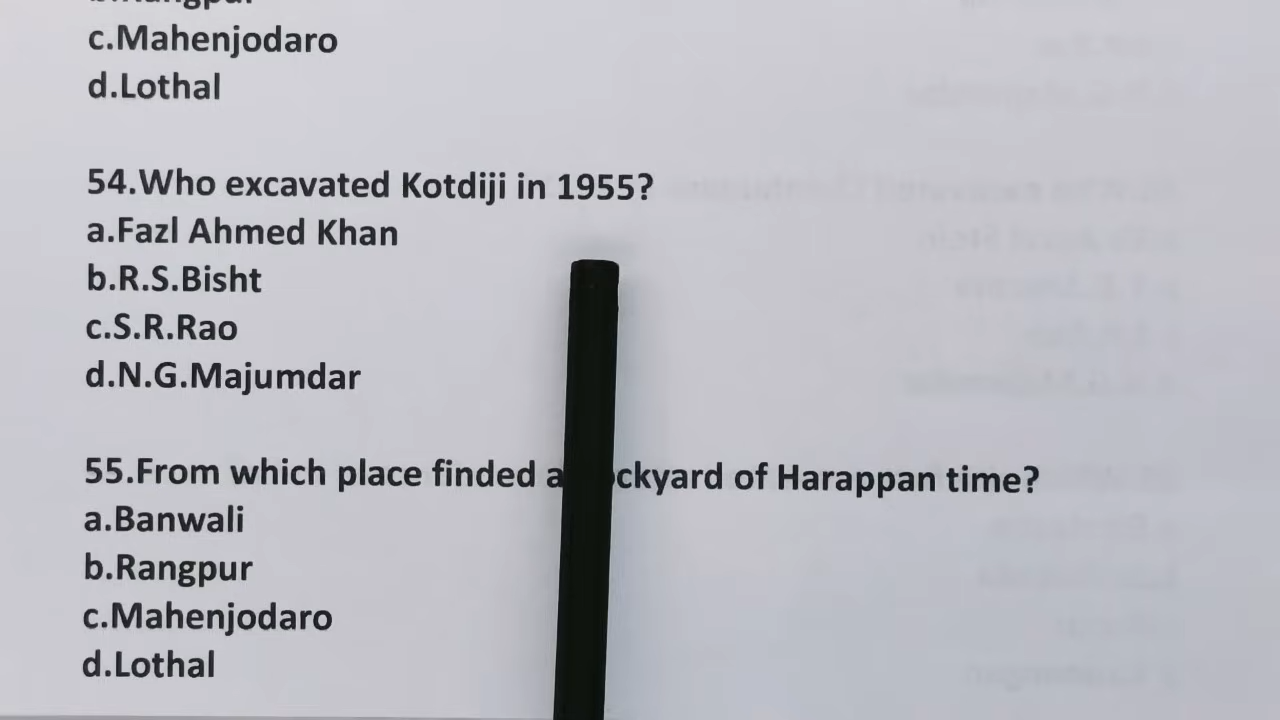 c.Mahenjodaro
d.Lothal
54.Who excavated Kotdiji in 1955?
a.Fazl Ahmed Khan
b.R.S.Bisht
c.S.R.Rao
d.N.G.Majumdar
55.From which place finded a ckyard of Harappan time?
a.Banwali
b.Rangpur
c.Mahenjodaro
d.Lothal